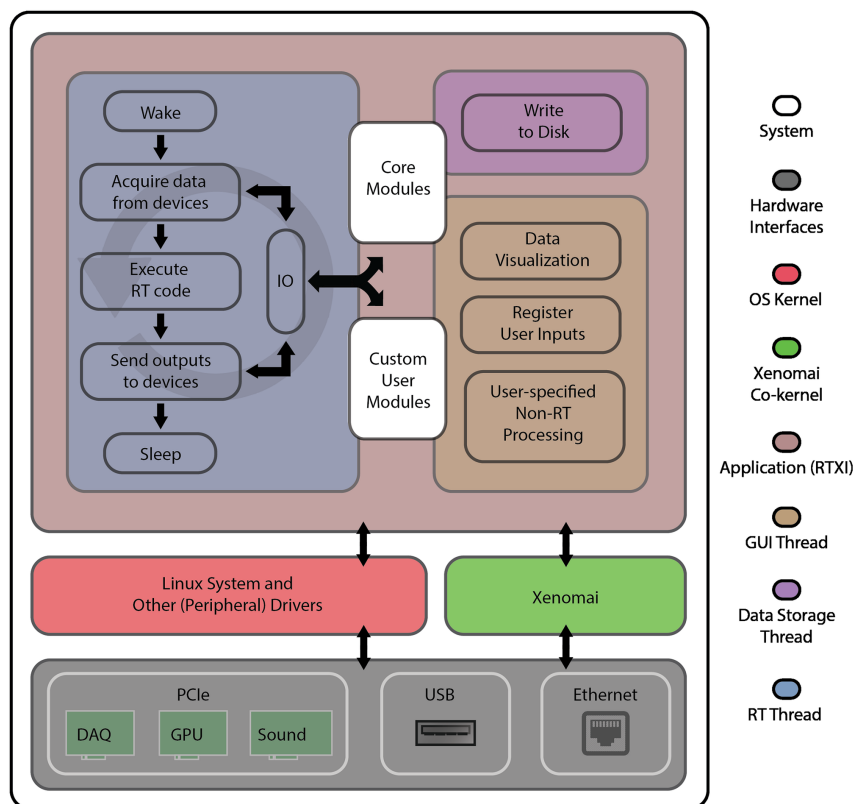 Wake
Acquire data
from devices
Execute
RT code
Send outputs
to devices
Sleep
IO
Core
Modules
Custom
User
Modules
Write
to Disk
Data
Visualization
Register
User Inputs
User-specified
Non-RT
Processing
Linux System and
Other (Peripheral) Drivers
Xenomai
PCIe
DAQ
GPU
Sound
USB
Ethernet
System
Hardware
Interfaces
OS Kernel
Xenomai
Co-kernel
Application (RTXI)
GUI Thread
Data Storage
Thread
RT Thread